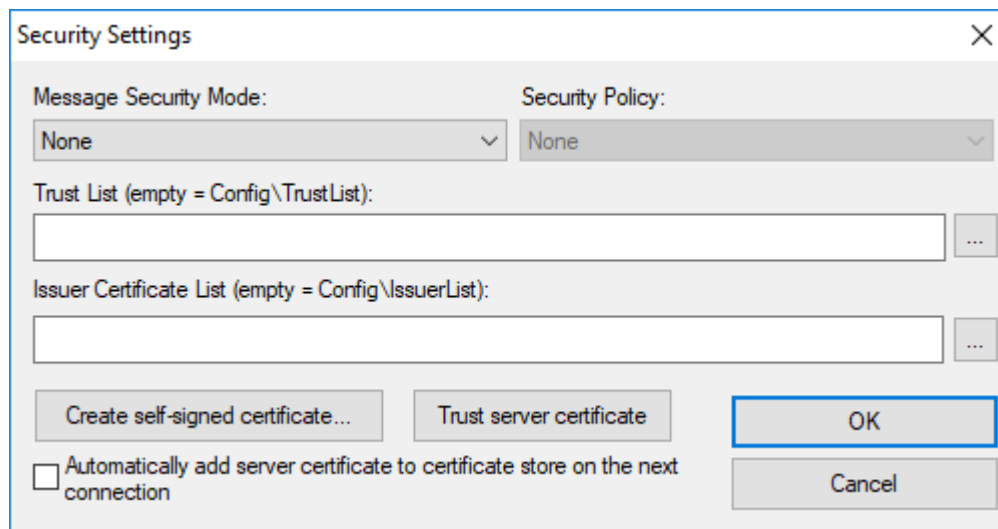 Security Settings
Message Security Mode:
Security Policy:
None
None
Trust List (empty = Config\TrustList):
...
Issuer Certificate List (empty = Config\IssuerList):
...
Create self-signed certificate...
Trust server certificate
OK
Automatically add server certificate to certificate store on the next
connection
Cancel